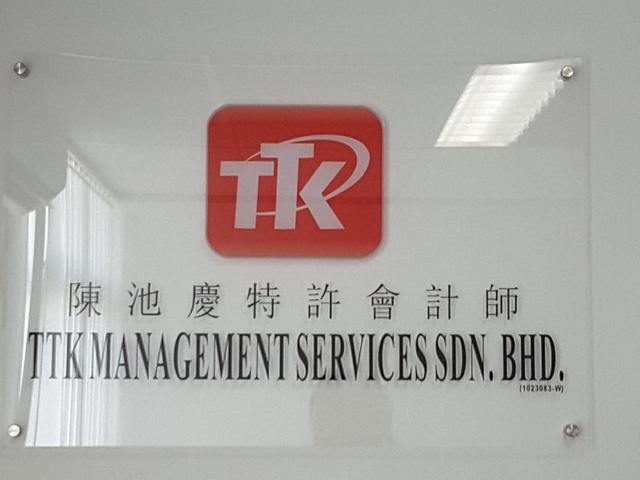 TTK
陳池慶特許會計師
TTK MANAGEMENT SERVICES SDN. BHD.
(1023083-W)